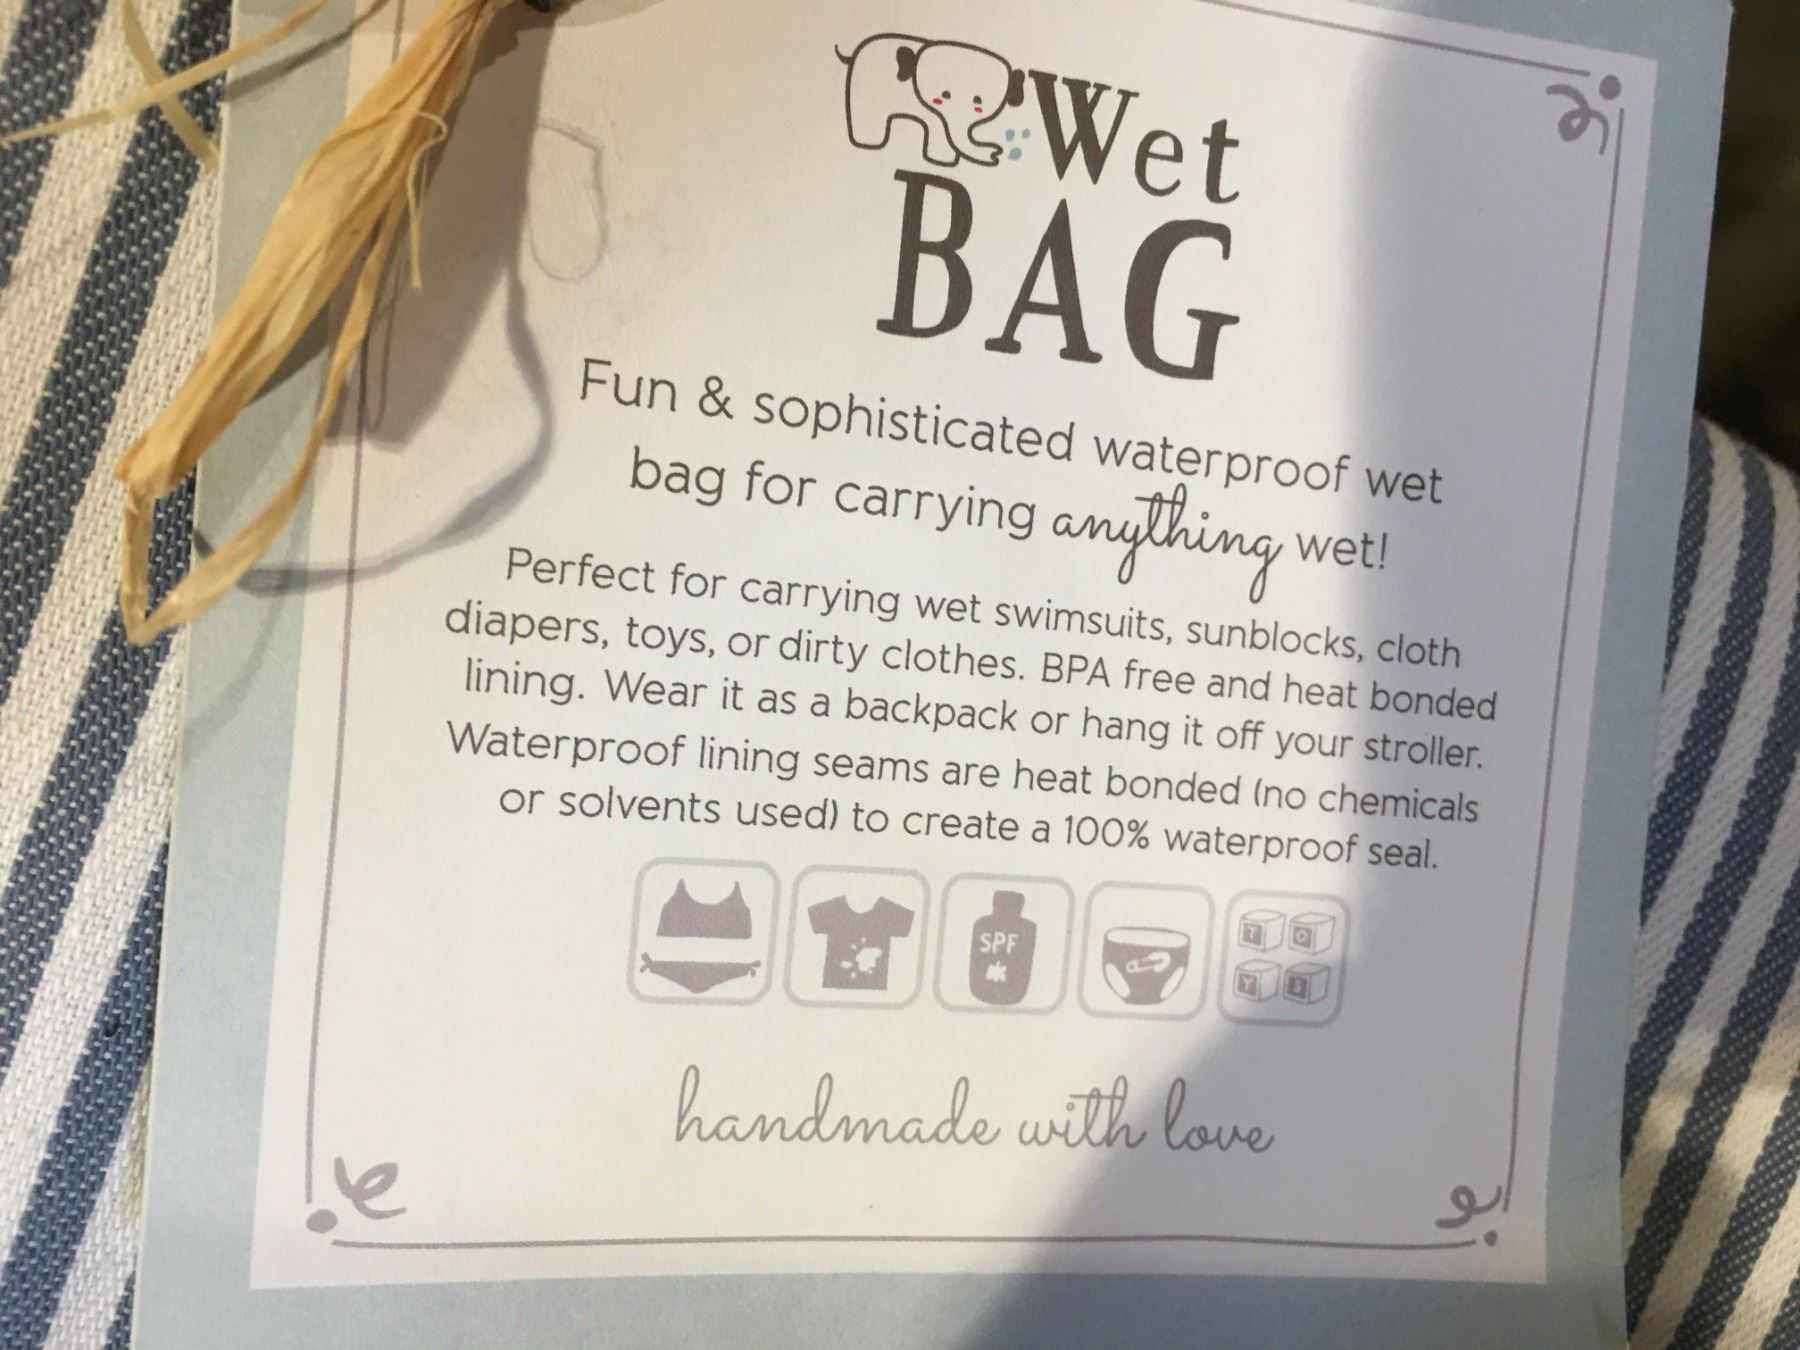 Wet
BAG
Fun & sophisticated waterproof wet
bag for carrying anything wet!
Perfect for carrying wet swimsuits, sunblocks, cloth
diapers, toys, or dirty clothes. BPA free and heat bonded
lining. Wear it as a backpack or hang it off your stroller.
Waterproof lining seams are heat bonded (no chemicals
or solvents used) to create a 100% waterproof seal.
SPF
T O
Y S
handmade with love